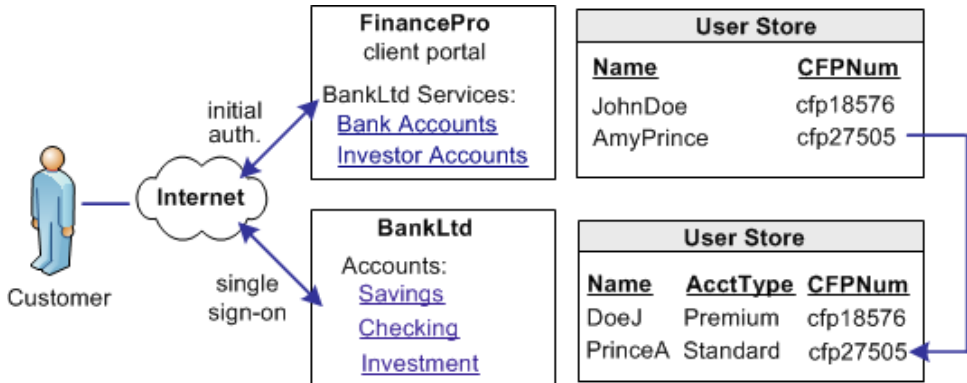 FinancePro
client portal
BankLtd Services:
Bank Accounts
Investor Accounts
User Store
Name CFPNum
JohnDoe cfp18576
AmyPrince cfp27505
initial
auth.
Internet
Customer
single
sign-on
BankLtd
Accounts:
Savings
Checking
Investment
User Store
Name AcctType CFPNum
DoeJ Premium cfp18576
PrinceA Standard cfp27505